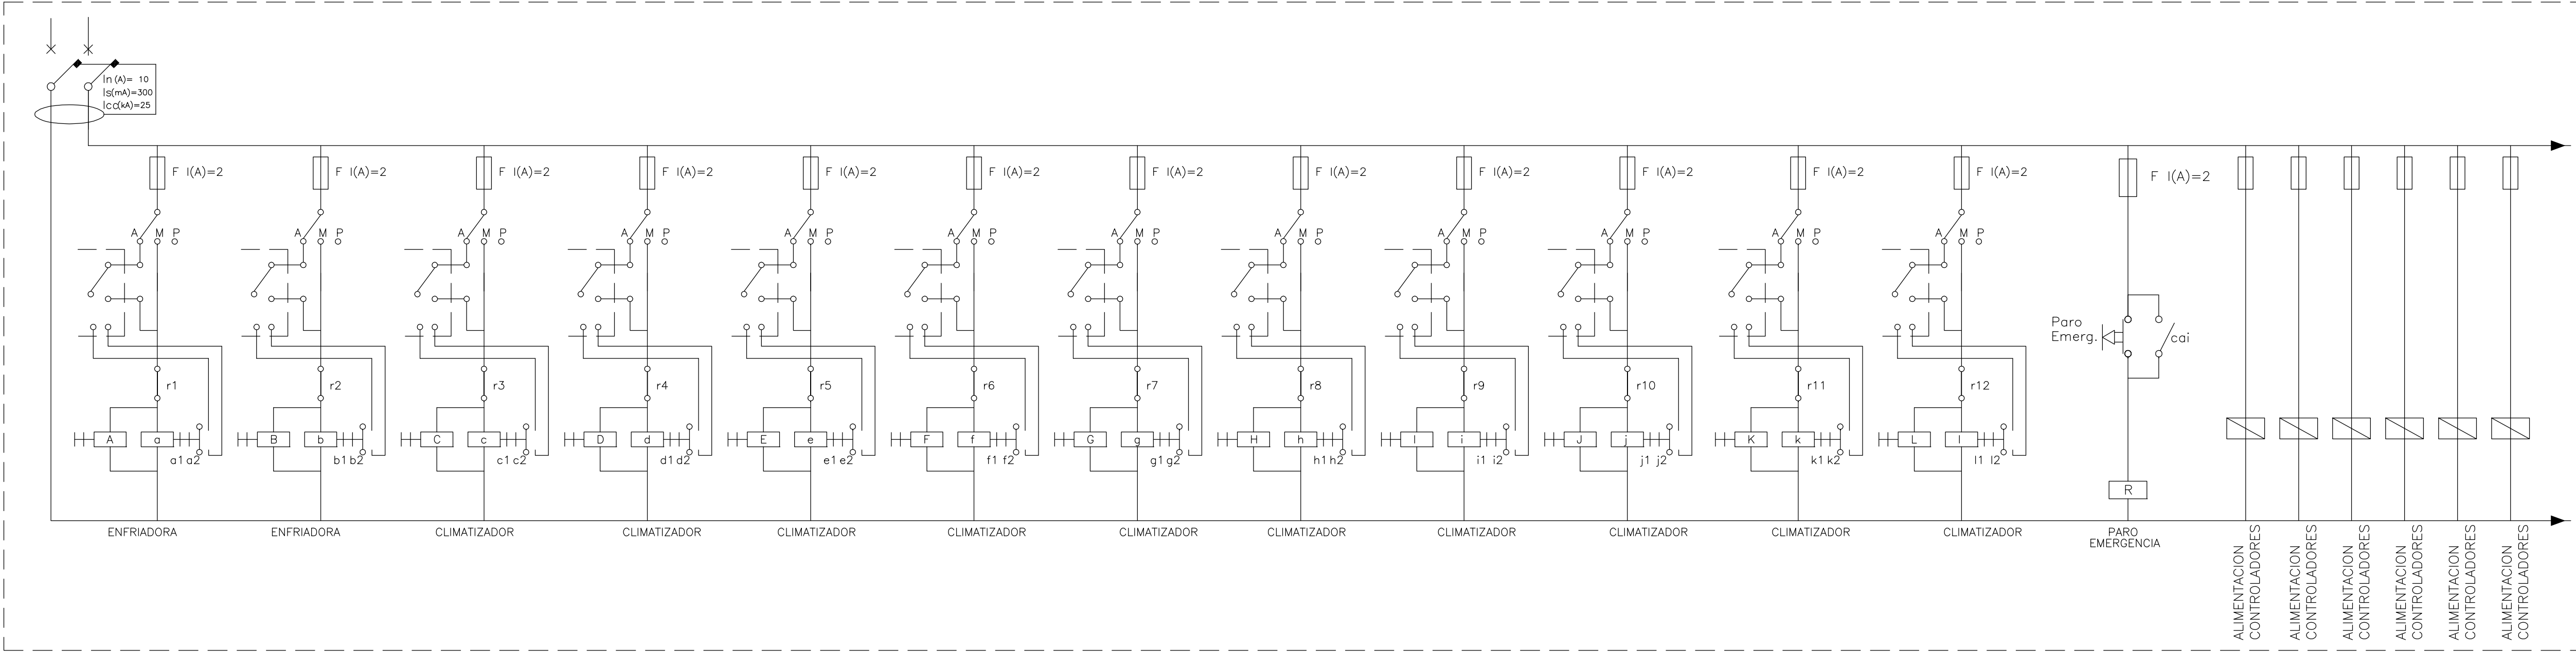 In (A)= 10
Is(mA)=300
Icc(kA)=25
F I(A)=2 F I(A)=2 F I(A)=2 F I(A)=2 F I(A)=2 F I(A)=2 F I(A)=2 F I(A)=2 F I(A)=2 F I(A)=2 F I(A)=2 F I(A)=2 F I(A)=2
A M P A M P A M P A M P A M P A M P A M P A M P A M P A M P A M P A M P
Paro
Emerg.
cai
r1 r2 r3 r4 r5 r6 r7 r8 r9 r10 r11 r12
A a B b C c D d E e F f G g H h I i J j K k L l
a1 a2 b1 b2 c1 c2 d1 d2 e1 e2 f1 f2 g1 g2 h1 h2 i1 i2 j1 j2 k1 k2 l1 l2
R
ENFRIADORA ENFRIADORA CLIMATIZADOR CLIMATIZADOR CLIMATIZADOR CLIMATIZADOR CLIMATIZADOR CLIMATIZADOR CLIMATIZADOR CLIMATIZADOR CLIMATIZADOR CLIMATIZADOR
PARO
EMERGENCIA
ALIMENTACION
CONTROLADORES
ALIMENTACION
CONTROLADORES
ALIMENTACION
CONTROLADORES
ALIMENTACION
CONTROLADORES
ALIMENTACION
CONTROLADORES
ALIMENTACION
CONTROLADORES